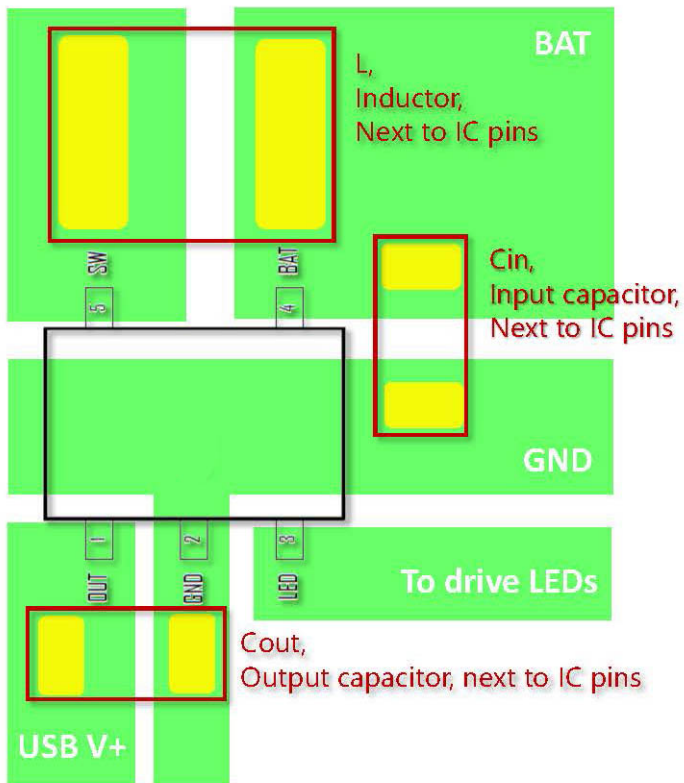 BAT
L,
Inductor,
Next to IC pins
SW
BAT
Cin,
Input capacitor,
Next to IC pins
5
4
GND
1
2
3
OUT
GND
LED
To drive LEDs
Cout,
Output capacitor, next to IC pins
USB V+